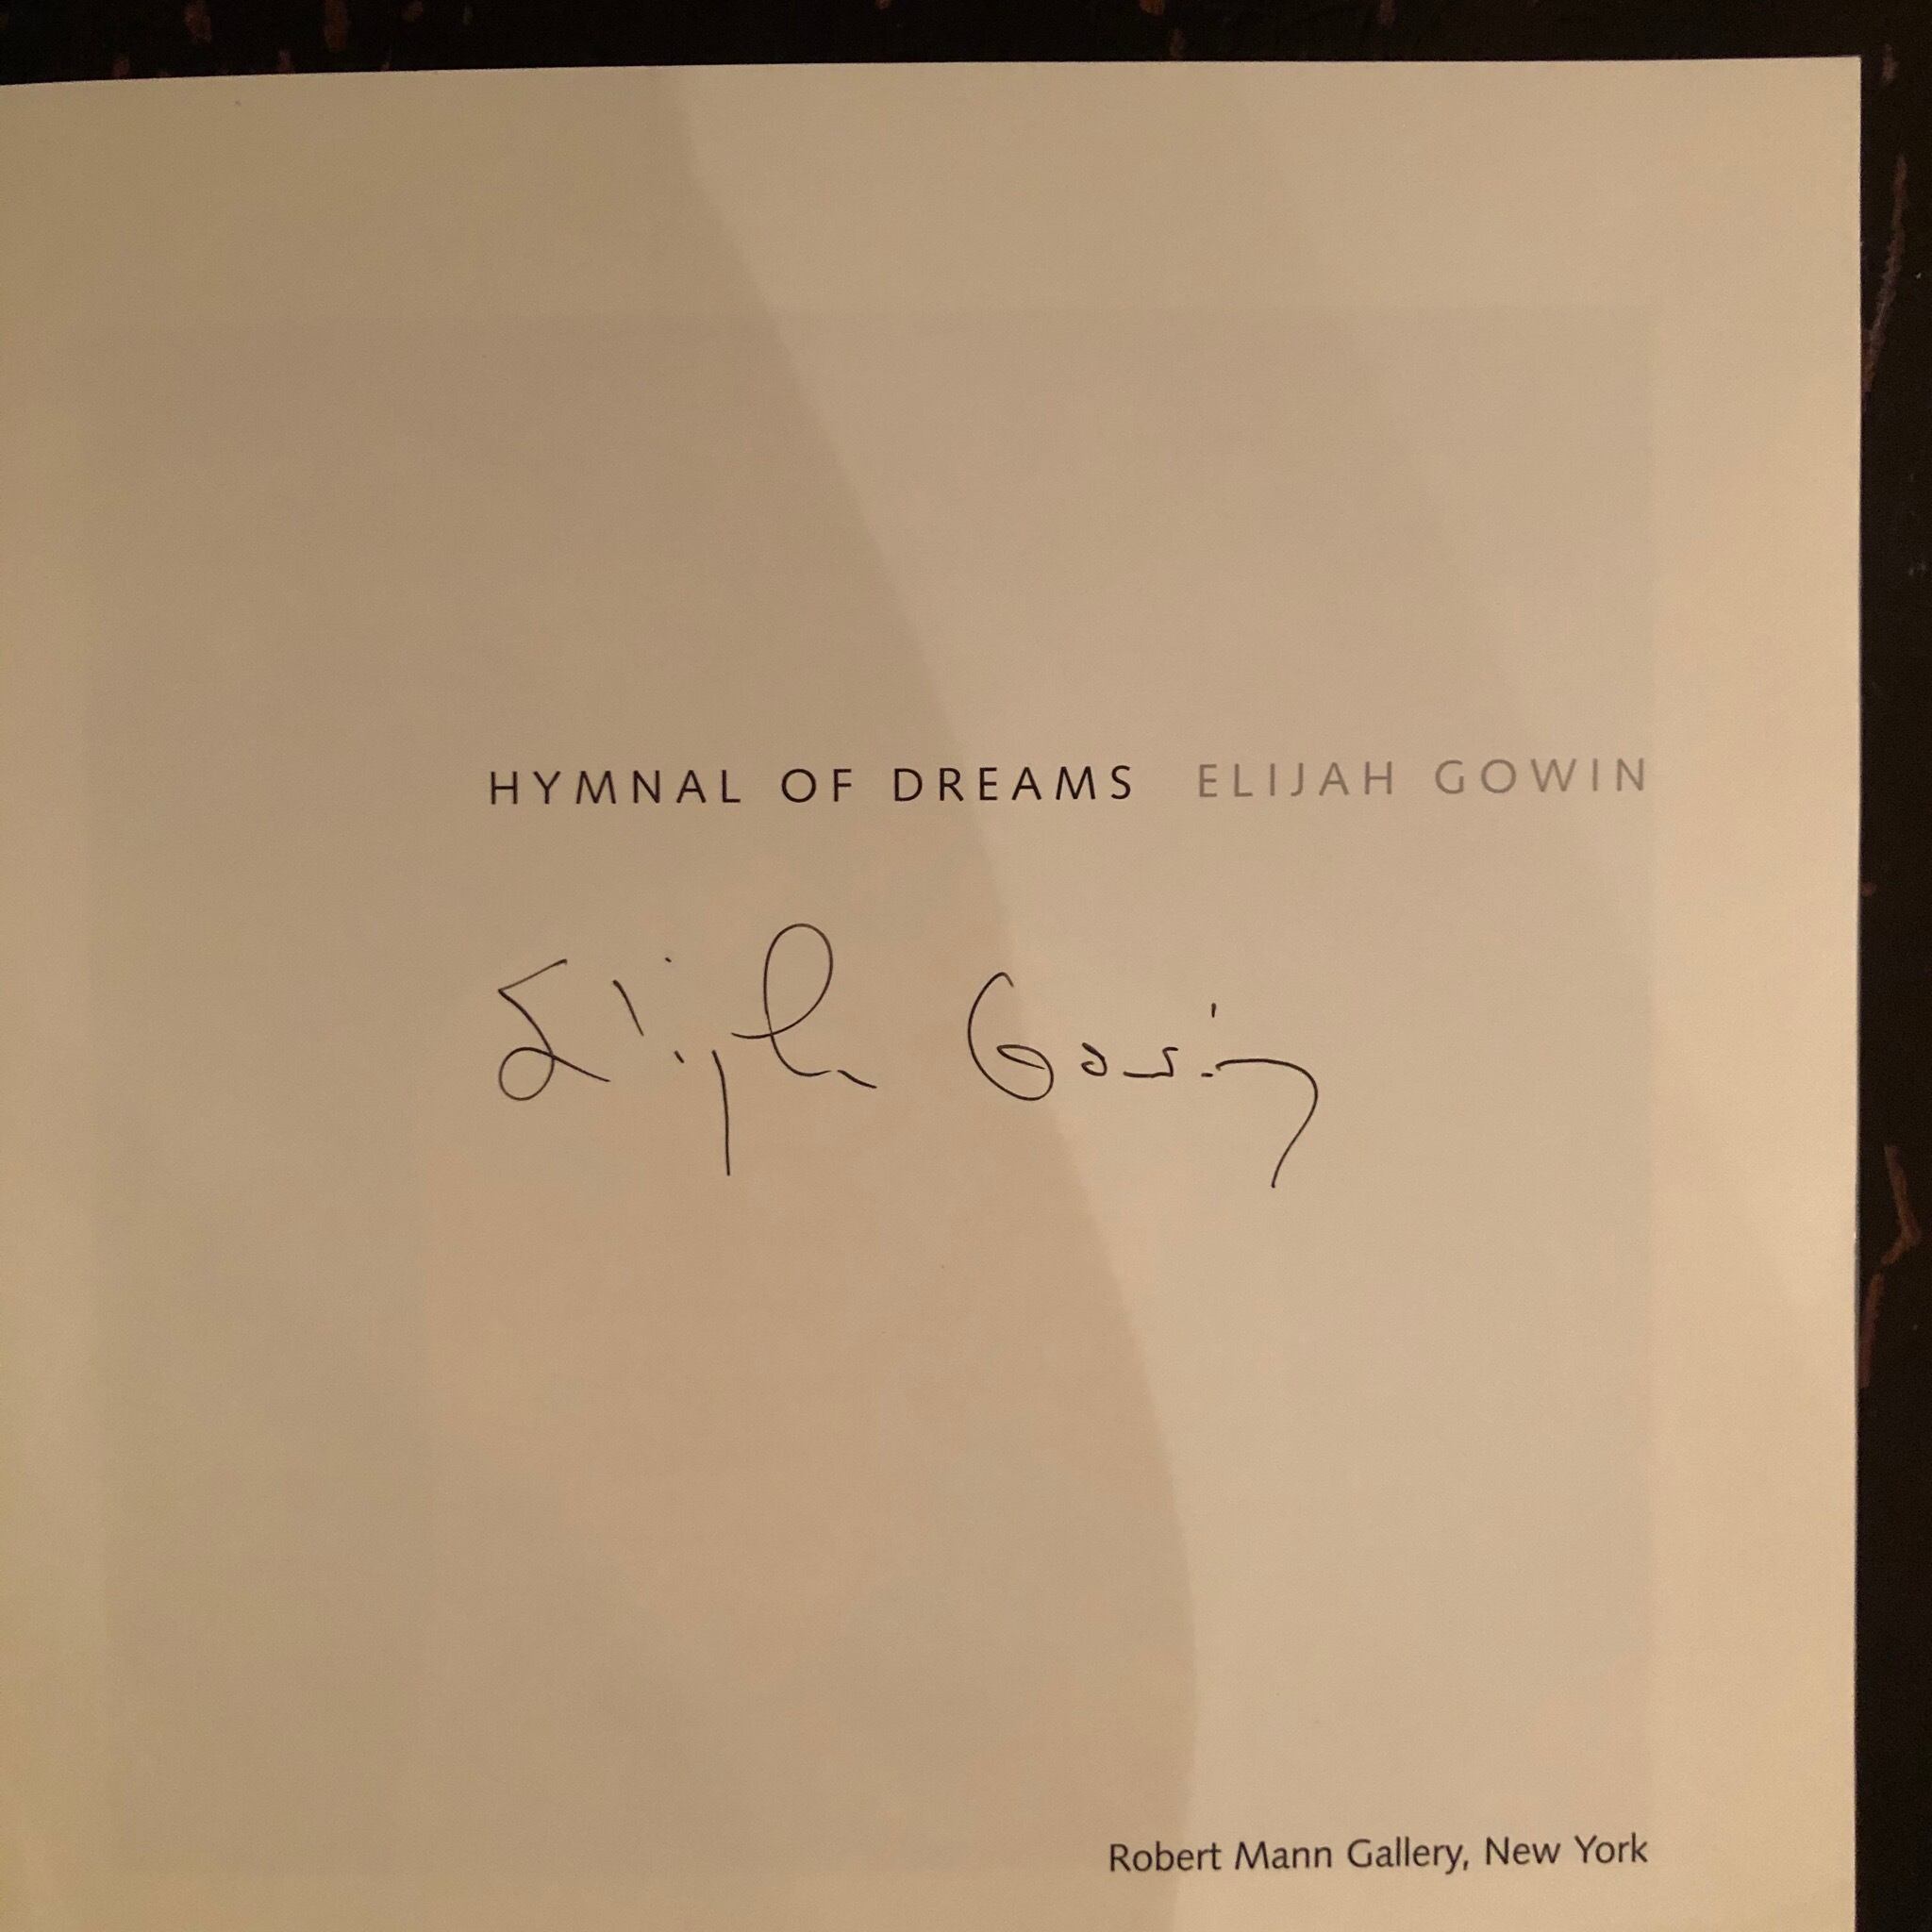 HYMNAL OF DREAMS ELIJAH GOWIN
Elijah Gowin
Robert Mann Gallery, New York